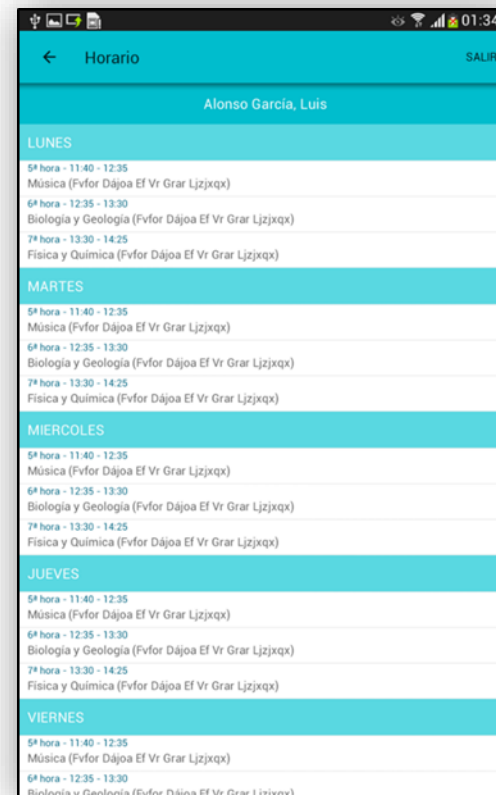 01:34
Horario
SALIR
Alonso García, Luis
LUNES
5ª hora - 11:40 - 12:35
Música (Fvfor Dájoa Ef Vr Grar Ljzjxqx)
6ª hora - 12:35 - 13:30
Biología y Geología (Fvfor Dájoa Ef Vr Grar Ljzjxqx)
7ª hora - 13:30 - 14:25
Física y Química (Fvfor Dájoa Ef Vr Grar Ljzjxqx)
MARTES
5ª hora - 11:40 - 12:35
Música (Fvfor Dájoa Ef Vr Grar Ljzjxqx)
6ª hora - 12:35 - 13:30
Biología y Geología (Fvfor Dájoa Ef Vr Grar Ljzjxqx)
7ª hora - 13:30 - 14:25
Física y Química (Fvfor Dájoa Ef Vr Grar Ljzjxqx)
MIERCOLES
5ª hora - 11:40 - 12:35
Música (Fvfor Dájoa Ef Vr Grar Ljzjxqx)
6ª hora - 12:35 - 13:30
Biología y Geología (Fvfor Dájoa Ef Vr Grar Ljzjxqx)
7ª hora - 13:30 - 14:25
Física y Química (Fvfor Dájoa Ef Vr Grar Ljzjxqx)
JUEVES
5ª hora - 11:40 - 12:35
Música (Fvfor Dájoa Ef Vr Grar Ljzjxqx)
6ª hora - 12:35 - 13:30
Biología y Geología (Fvfor Dájoa Ef Vr Grar Ljzjxqx)
7ª hora - 13:30 - 14:25
Física y Química (Fvfor Dájoa Ef Vr Grar Ljzjxqx)
VIERNES
5ª hora - 11:40 - 12:35
Música (Fvfor Dájoa Ef Vr Grar Ljzjxqx)
6ª hora - 12:35 - 13:30
Biología y Geología (Fvfor Dájoa Ef Vr Grar Ljzjxqx)